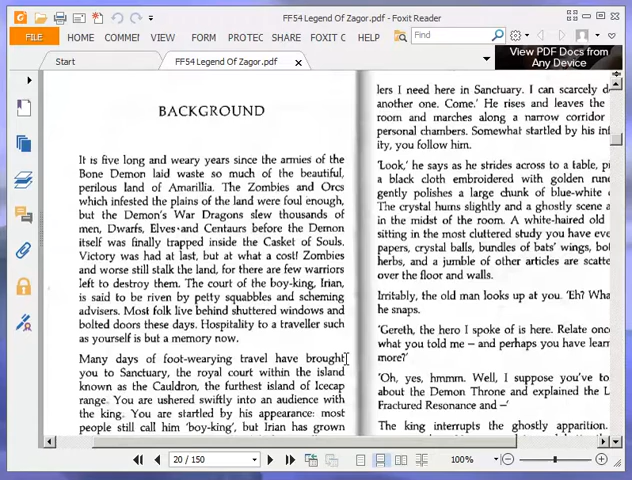 FF54 Legend Of Zagor.pdf - Foxit Reader
FILE HOME COMMEI VIEW FORM PROTEC SHARE FOXIT C HELP Find
Start FF54 Legend Of Zagor.pdf
View PDF Docs from
Any Device
BACKGROUND
It is five long and weary years since the armies of the
Bone Demon laid waste so much of the beautiful,
perilous land of Amarillia. The Zombies and Orcs
which infested the plains of the land were foul enough,
but the Demon's War Dragons slew thousands of
men, Dwarfs, Elves and Centaurs before the Demon
itself was finally trapped inside the Casket of Souls.
Victory was had at last, but at what a cost! Zombies
and worse still stalk the land, for there are few warriors
left to destroy them. The court of the boy-king, Irian,
is said to be riven by petty squabbles and scheming
advisers. Most folk live behind shuttered windows and
bolted doors these days. Hospitality to a traveller such
as yourself is but a memory now.
Many days of foot-wearying travel have brought
you to Sanctuary, the royal court within the island
known as the Cauldron, the furthest island of Icecap
range. You are ushered swiftly into an audience with
the king. You are startled by his appearance: most
people still call him 'boy-king', but Irian has grown
lers I need here in Sanctuary. I can scarcely
another one. Come.' He rises and leaves the
room and marches along a narrow corridor
personal chambers. Somewhat startled by his
ity, you follow him.
'Look,' he says as he strides across to a table,
a black cloth embroidered with golden
gently polishes a large chunk of blue-white
The crystal hums slightly and a ghostly scene
in the midst of the room. A white-haired old
sitting in the most cluttered study you have
papers, crystal balls, bundles of bats' wings,
herbs, and a jumble of other articles are
over the floor and walls.
Irritably, the old man looks up at you. 'Eh?
he snaps.
'Gereth, the hero I spoke of is here. Relate
what you told me – and perhaps you have
more?'
'Oh, yes, hmmm. Well, I suppose you've
about the Demon Throne and explained the
Fractured Resonance and –'
The king interrupts the ghostly apparition.
20 / 150
100%